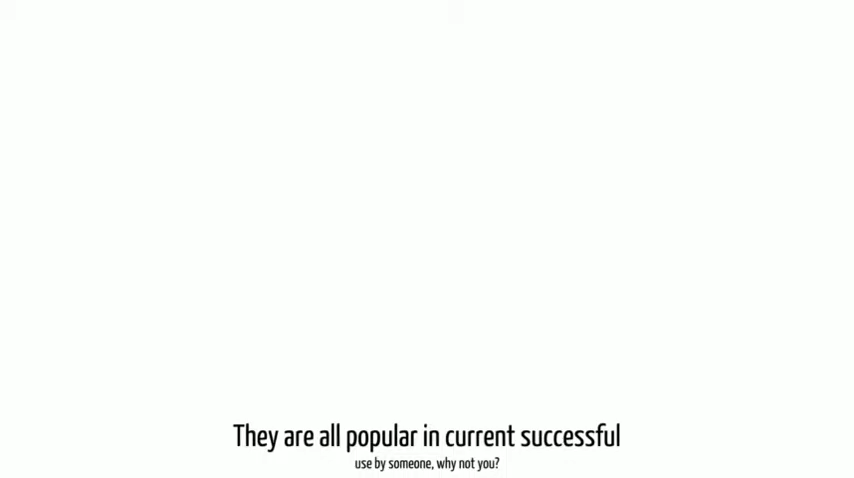 They are all popular in current successful
use by someone, why not you?